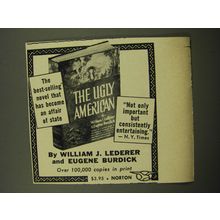 The
best-selling
novel that
has become
an affair
of state
THE UGLY
AMERICAN
"Not only
important
but
consistently
entertaining."
— N. Y. Times
By WILLIAM J. LEDERER
and EUGENE BURDICK
Over 100,000 copies in print
$3.95 • NORTON